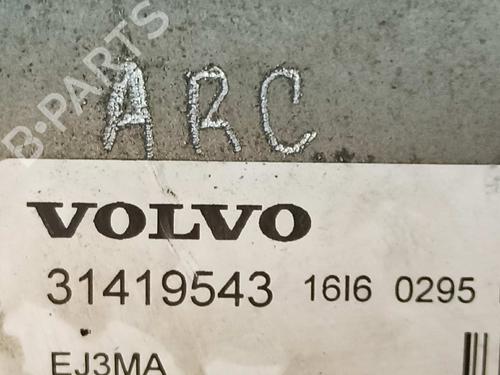 ARC
B-PARTS
VOLVO
31419543 16I6 0295
EJ3MA